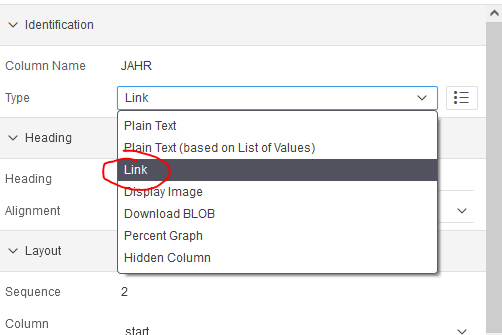 Identification
Column Name JAHR
Type Link
Plain Text
Plain Text (based on List of Values)
Heading
Link
Heading
Display Image
Alignment
Download BLOB
Percent Graph
Layout
Hidden Column
Sequence 2
Column start